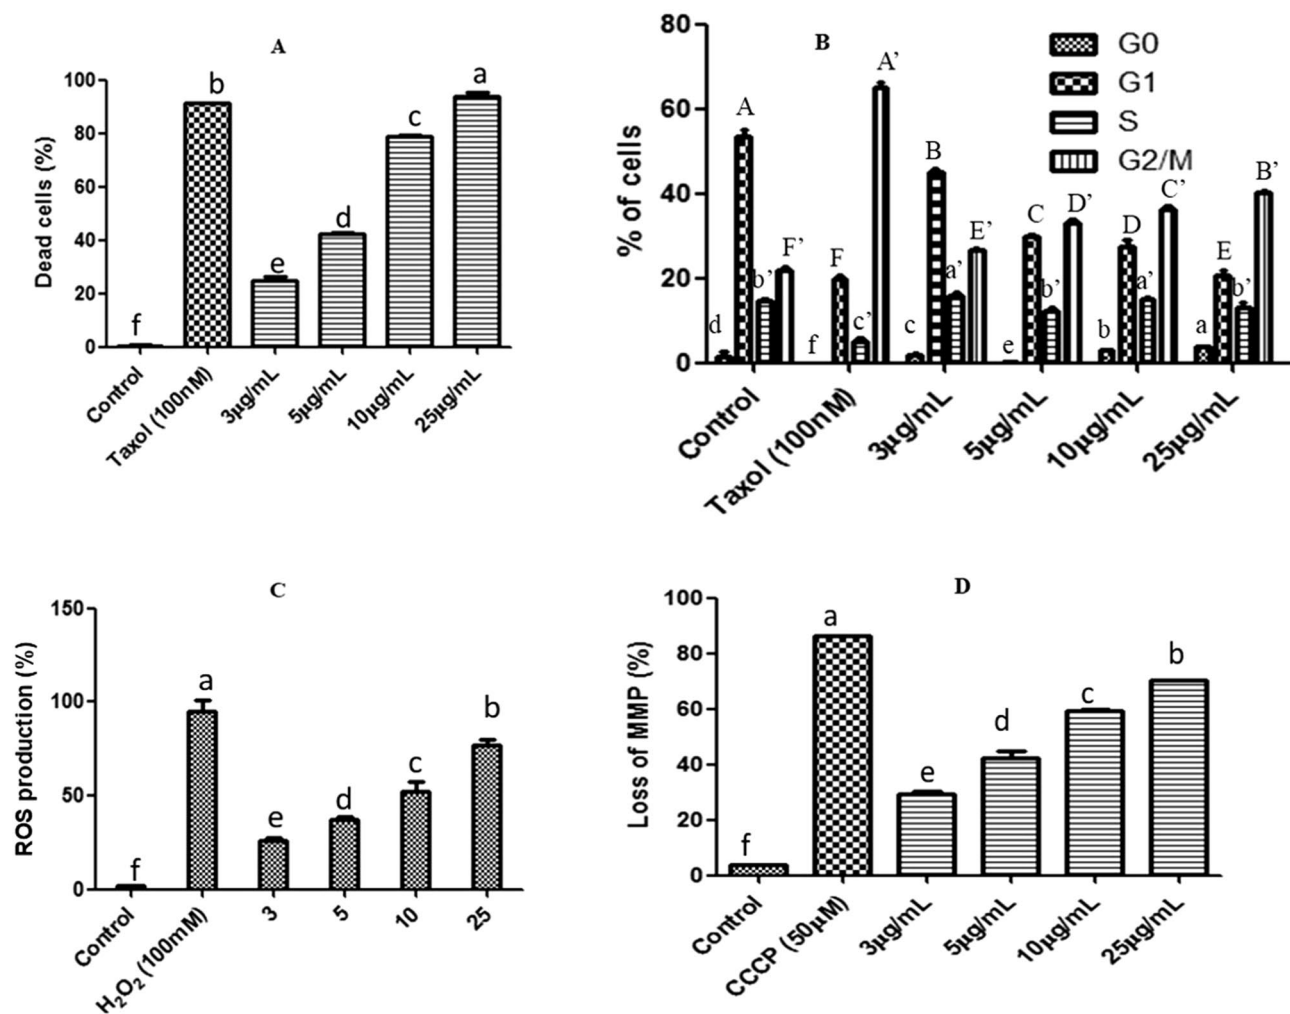 A
Dead cells (%)
100
80
60
40
20
0
f
b
e
d
c
a
Control
Taxol (100nM)
3µg/mL
5µg/mL
10µg/mL
25µg/mL
B
% of cells
80
60
40
20
0
G0
G1
S
G2/M
d
A
b’
F’
f
F
c’
A’
c
B
a’
E’
e
C
b’
D’
b
D
a’
C’
a
E
b’
B’
Control
Taxol (100nM)
3µg/mL
5µg/mL
10µg/mL
25µg/mL
C
ROS production (%)
150
100
50
0
f
a
e
d
c
b
Control
H₂O₂ (100mM)
3
5
10
25
D
Loss of MMP (%)
100
80
60
40
20
0
f
a
e
d
c
b
Control
CCCP (50µM)
3µg/mL
5µg/mL
10µg/mL
25µg/mL